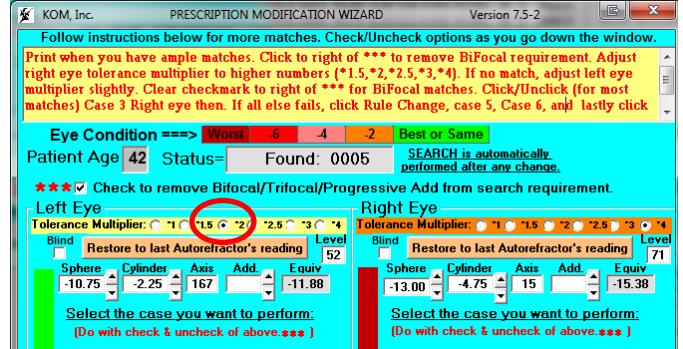 KOM, Inc. PRESCRIPTION MODIFICATION WIZARD Version 7.5-2
Follow instructions below for more matches. Check/Uncheck options as you go down the window.
Print when you have ample matches. Click to right of *** to remove BiFocal requirement. Adjust
right eye tolerance multiplier to higher numbers (*1.5,*2,*2.5,*3,*4). If no match, adjust left eye
multiplier slightly. Clear checkmark to right of *** for BiFocal matches. Click/Unclick (for most
matches) Case 3 Right eye then. If all else fails, click Rule Change, case 5, Case 6, and lastly click
Eye Condition ===> Worst -6 -4 -2 Best or Same
Patient Age 42 Status= Found: 0005 SEARCH is automatically
performed after any change.
*** Check to remove Bifocal/Trifocal/Progressive Add from search requirement.
Left Eye Right Eye
Tolerance Multiplier: *1 *1.5 *2 *2.5 *3 *4 Tolerance Multiplier: *1 *1.5 *2 *2.5 *3 *4
Blind Restore to last Autorefractor's reading Level 52 Blind Restore to last Autorefractor's reading Level 71
Sphere Cylinder Axis Add. Equiv Sphere Cylinder Axis Add. Equiv
-10.75 -2.25 167 -11.88 -13.00 -4.75 15 -15.38
Select the case you want to perform: Select the case you want to perform:
(Do with check & uncheck of above.*** ) (Do with check & uncheck of above.*** )